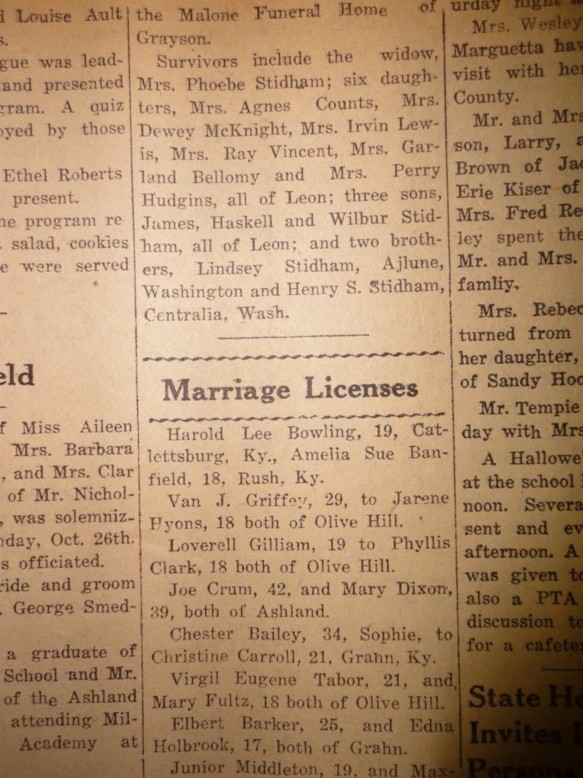 Louise Ault
s.
gue was lead-
and presented
gram. A quiz
oyed by those
Ethel Roberts
present.
ne program re
salad, cookies
e were served
eld
f Miss Aileen
Mrs. Barbara
, and Mrs. Clar
of Mr. Nichol-
, was solemniz-
nday, Oct. 26th.
s officiated.
ride and groom
. George Smed-
a graduate of
School and Mr.
of the Ashland
attending Mil-
Academy at
the Malone Funeral Home of
Grayson.
Survivors include the widow,
Mrs. Phoebe Stidham; six daugh-
ters, Mrs. Agnes Counts, Mrs.
Dewey McKnight, Mrs. Irvin Lew-
is, Mrs. Ray Vincent, Mrs. Gar-
land Bellomy and Mrs. Perry
Hudgins, all of Leon; three sons,
James, Haskell and Wilbur Stid-
ham, all of Leon; and two broth-
ers, Lindsey Stidham, Ajlune,
Washington and Henry S. Stidham,
Centralia, Wash.
Marriage Licenses
Harold Lee Bowling, 19, Cat-
lettsburg, Ky., Amelia Sue Ban-
field, 18, Rush, Ky.
Van J. Griffey, 29, to Jarene
Hyons, 18 both of Olive Hill.
Loverell Gilliam, 19 to Phyllis
Clark, 18 both of Olive Hill.
Joe Crum, 42, and Mary Dixon,
39, both of Ashland.
Chester Bailey, 34, Sophie, to
Christine Carroll, 21, Grahn, Ky.
Virgil Eugene Tabor, 21, and
Mary Fultz, 18 both of Olive Hill.
Elbert Barker, 25, and Edna
Holbrook, 17, both of Grahn.
Junior Middleton, 19, and Max-
urday night
Mrs. Wesley
Marguetta hav
visit with her
County.
Mr. and Mrs
son, Larry, a
Brown of Jac
Erie Kiser of
Mrs. Fred Re
ley spent the
Mr. and Mrs.
famliy.
Mrs. Rebec
turned from
her daughter,
of Sandy Hoo
Mr. Tempie
day with Mrs
A Hallowe
at the school
noon. Severa
sent and ev
afternoon. A
was given to
also a PTA
discussion to
for a cafeter
State He
Invites
Persons